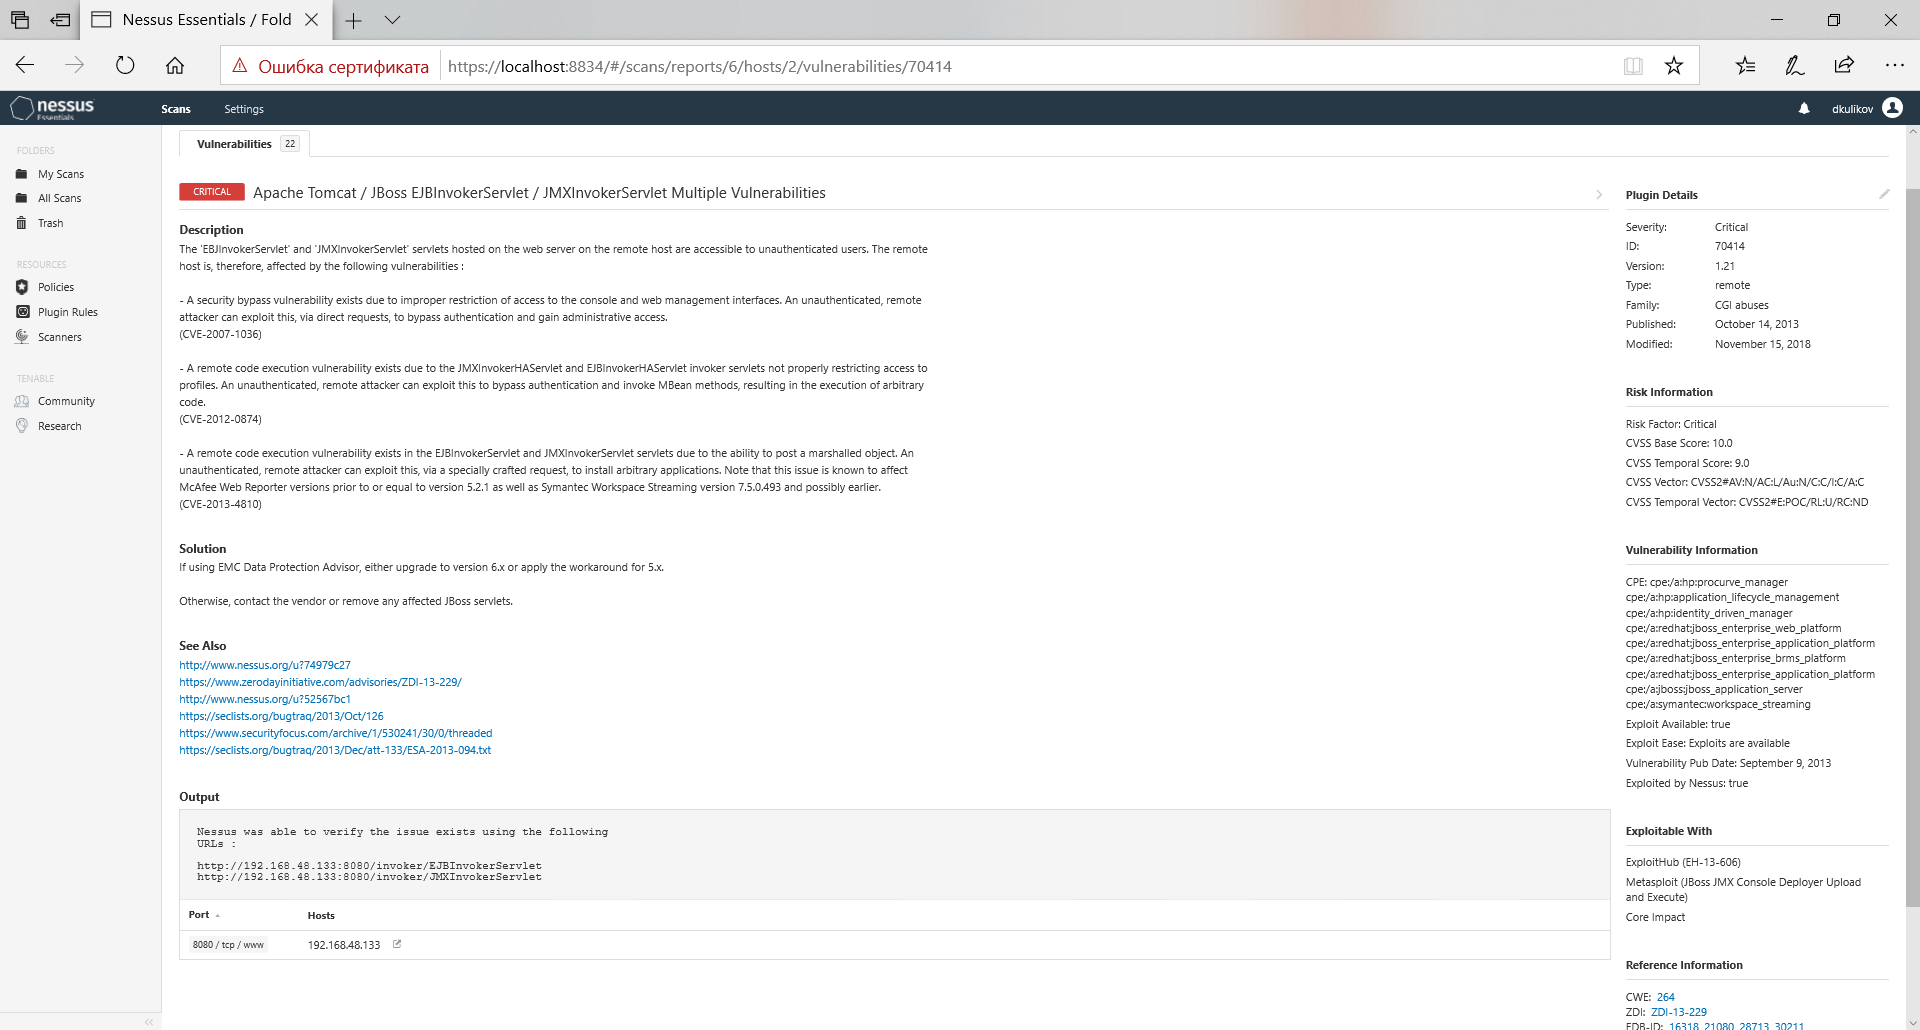 Nessus Essentials / Fold
Ошибка сертификата
https://localhost:8834/#/scans/reports/6/hosts/2/vulnerabilities/70414
nessus
Essentials
Scans
Settings
dkulikov
FOLDERS
My Scans
All Scans
Trash
RESOURCES
Policies
Plugin Rules
Scanners
TENABLE
Community
Research
Vulnerabilities 22
CRITICAL Apache Tomcat / JBoss EJBInvokerServlet / JMXInvokerServlet Multiple Vulnerabilities
Description
The 'EBJInvokerServlet' and 'JMXInvokerServlet' servlets hosted on the web server on the remote host are accessible to unauthenticated users. The remote
host is, therefore, affected by the following vulnerabilities :
- A security bypass vulnerability exists due to improper restriction of access to the console and web management interfaces. An unauthenticated, remote
attacker can exploit this, via direct requests, to bypass authentication and gain administrative access.
(CVE-2007-1036)
- A remote code execution vulnerability exists due to the JMXInvokerHAServlet and EJBInvokerHAServlet invoker servlets not properly restricting access to
profiles. An unauthenticated, remote attacker can exploit this to bypass authentication and invoke MBean methods, resulting in the execution of arbitrary
code.
(CVE-2012-0874)
- A remote code execution vulnerability exists in the EJBInvokerServlet and JMXInvokerServlet servlets due to the ability to post a marshalled object. An
unauthenticated, remote attacker can exploit this, via a specially crafted request, to install arbitrary applications. Note that this issue is known to affect
McAfee Web Reporter versions prior to or equal to version 5.2.1 as well as Symantec Workspace Streaming version 7.5.0.493 and possibly earlier.
(CVE-2013-4810)
Solution
If using EMC Data Protection Advisor, either upgrade to version 6.x or apply the workaround for 5.x.
Otherwise, contact the vendor or remove any affected JBoss servlets.
See Also
http://www.nessus.org/u?74979c27
https://www.zerodayinitiative.com/advisories/ZDI-13-229/
http://www.nessus.org/u?52567bc1
https://seclists.org/bugtraq/2013/Oct/126
https://www.securityfocus.com/archive/1/530241/30/0/threaded
https://seclists.org/bugtraq/2013/Dec/att-133/ESA-2013-094.txt
Output
Nessus was able to verify the issue exists using the following
URLs :
http://192.168.48.133:8080/invoker/EJBInvokerServlet
http://192.168.48.133:8080/invoker/JMXInvokerServlet
Port Hosts
8080 / tcp / www 192.168.48.133
Plugin Details
Severity: Critical
ID: 70414
Version: 1.21
Type: remote
Family: CGI abuses
Published: October 14, 2013
Modified: November 15, 2018
Risk Information
Risk Factor: Critical
CVSS Base Score: 10.0
CVSS Temporal Score: 9.0
CVSS Vector: CVSS2#AV:N/AC:L/Au:N/C:C/I:C/A:C
CVSS Temporal Vector: CVSS2#E:POC/RL:U/RC:ND
Vulnerability Information
CPE: cpe:/a:hp:procurve_manager
cpe:/a:hp:application_lifecycle_management
cpe:/a:hp:identity_driven_manager
cpe:/a:redhat:jboss_enterprise_web_platform
cpe:/a:redhat:jboss_enterprise_application_platform
cpe:/a:redhat:jboss_enterprise_brms_platform
cpe:/a:redhat:jboss_enterprise_application_platform
cpe:/a:jboss:jboss_application_server
cpe:/a:symantec:workspace_streaming
Exploit Available: true
Exploit Ease: Exploits are available
Vulnerability Pub Date: September 9, 2013
Exploited by Nessus: true
Exploitable With
ExploitHub (EH-13-606)
Metasploit (JBoss JMX Console Deployer Upload
and Execute)
Core Impact
Reference Information
CWE: 264
ZDI: ZDI-13-229
EDB-ID: 16318, 21080, 28713, 30211